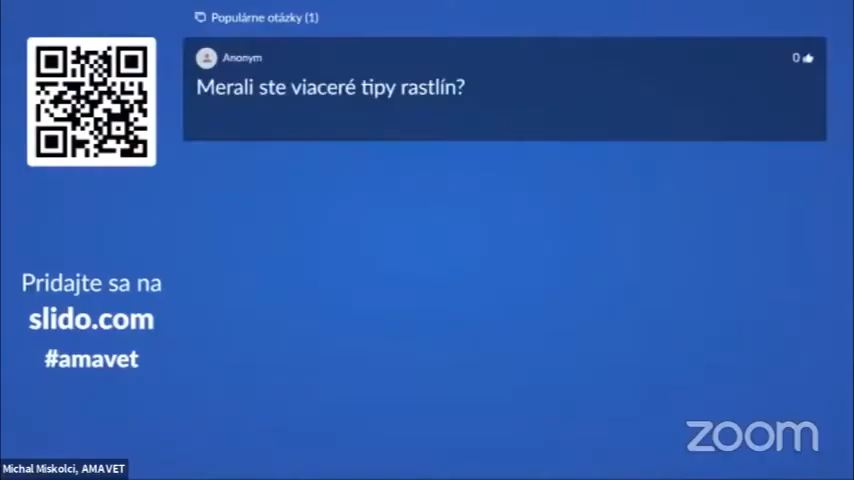 Populárne otázky (1)
Anonym
0
Merali ste viaceré tipy rastlín?
Pridajte sa na
slido.com
#amavet
zoom
Michal Miskolci, AMAVET